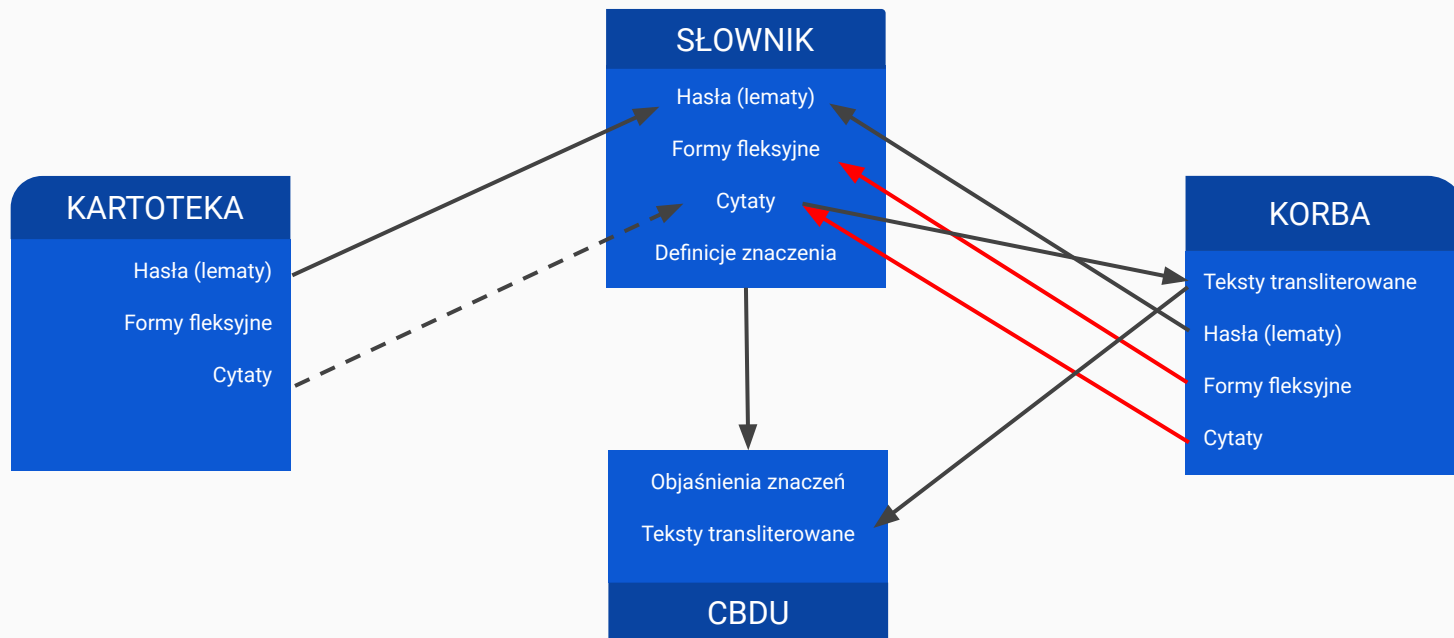 SŁOWNIK
Hasła (lematy)
Formy fleksyjne
Cytaty
Definicje znaczenia
KARTOTEKA
Hasła (lematy)
Formy fleksyjne
Cytaty
KORBA
Teksty transliterowane
Hasła (lematy)
Formy fleksyjne
Cytaty
Objaśnienia znaczeń
Teksty transliterowane
CBDU